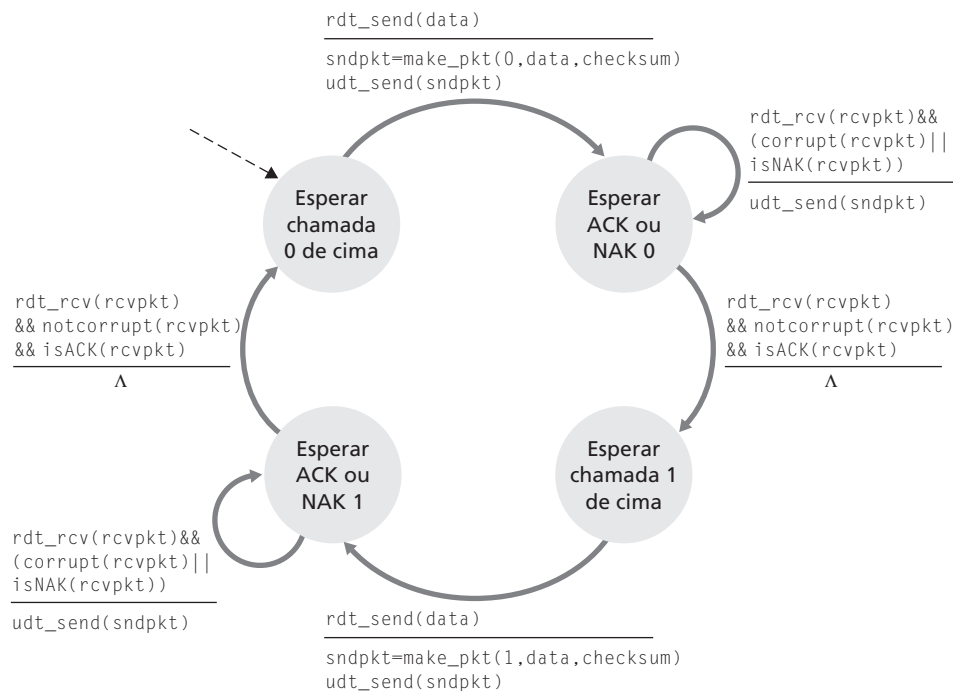 rdt_send(data)
sndpkt=make_pkt(0,data,checksum)
udt_send(sndpkt)
rdt_rcv(rcvpkt)&&
(corrupt(rcvpkt)||
isNAK(rcvpkt))
udt_send(sndpkt)
Esperar
chamada
0 de cima
Esperar
ACK ou
NAK 0
rdt_rcv(rcvpkt)
&& notcorrupt(rcvpkt)
&& isACK(rcvpkt)
Λ
rdt_rcv(rcvpkt)
&& notcorrupt(rcvpkt)
&& isACK(rcvpkt)
Λ
Esperar
ACK ou
NAK 1
Esperar
chamada 1
de cima
rdt_rcv(rcvpkt)&&
(corrupt(rcvpkt)||
isNAK(rcvpkt))
udt_send(sndpkt)
rdt_send(data)
sndpkt=make_pkt(1,data,checksum)
udt_send(sndpkt)